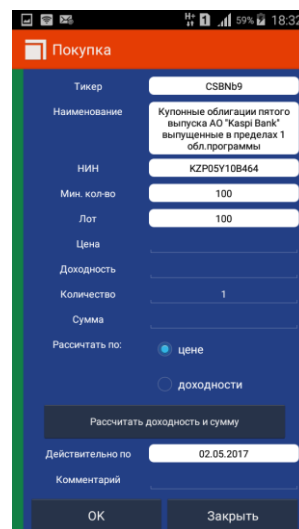 59% 18:32
Покупка
Тикер CSBNb9
Наименование Купонные облигации пятого
выпуска АО "Kaspi Bank"
выпущенные в пределах 1
обл.программы
НИН KZP05Y10B464
Мин. кол-во 100
Лот 100
Цена
Доходность
Количество 1
Сумма
Рассичтать по: цене
доходности
Рассчитать доходность и сумму
Действительно по 02.05.2017
Комментарий
OK Закрыть